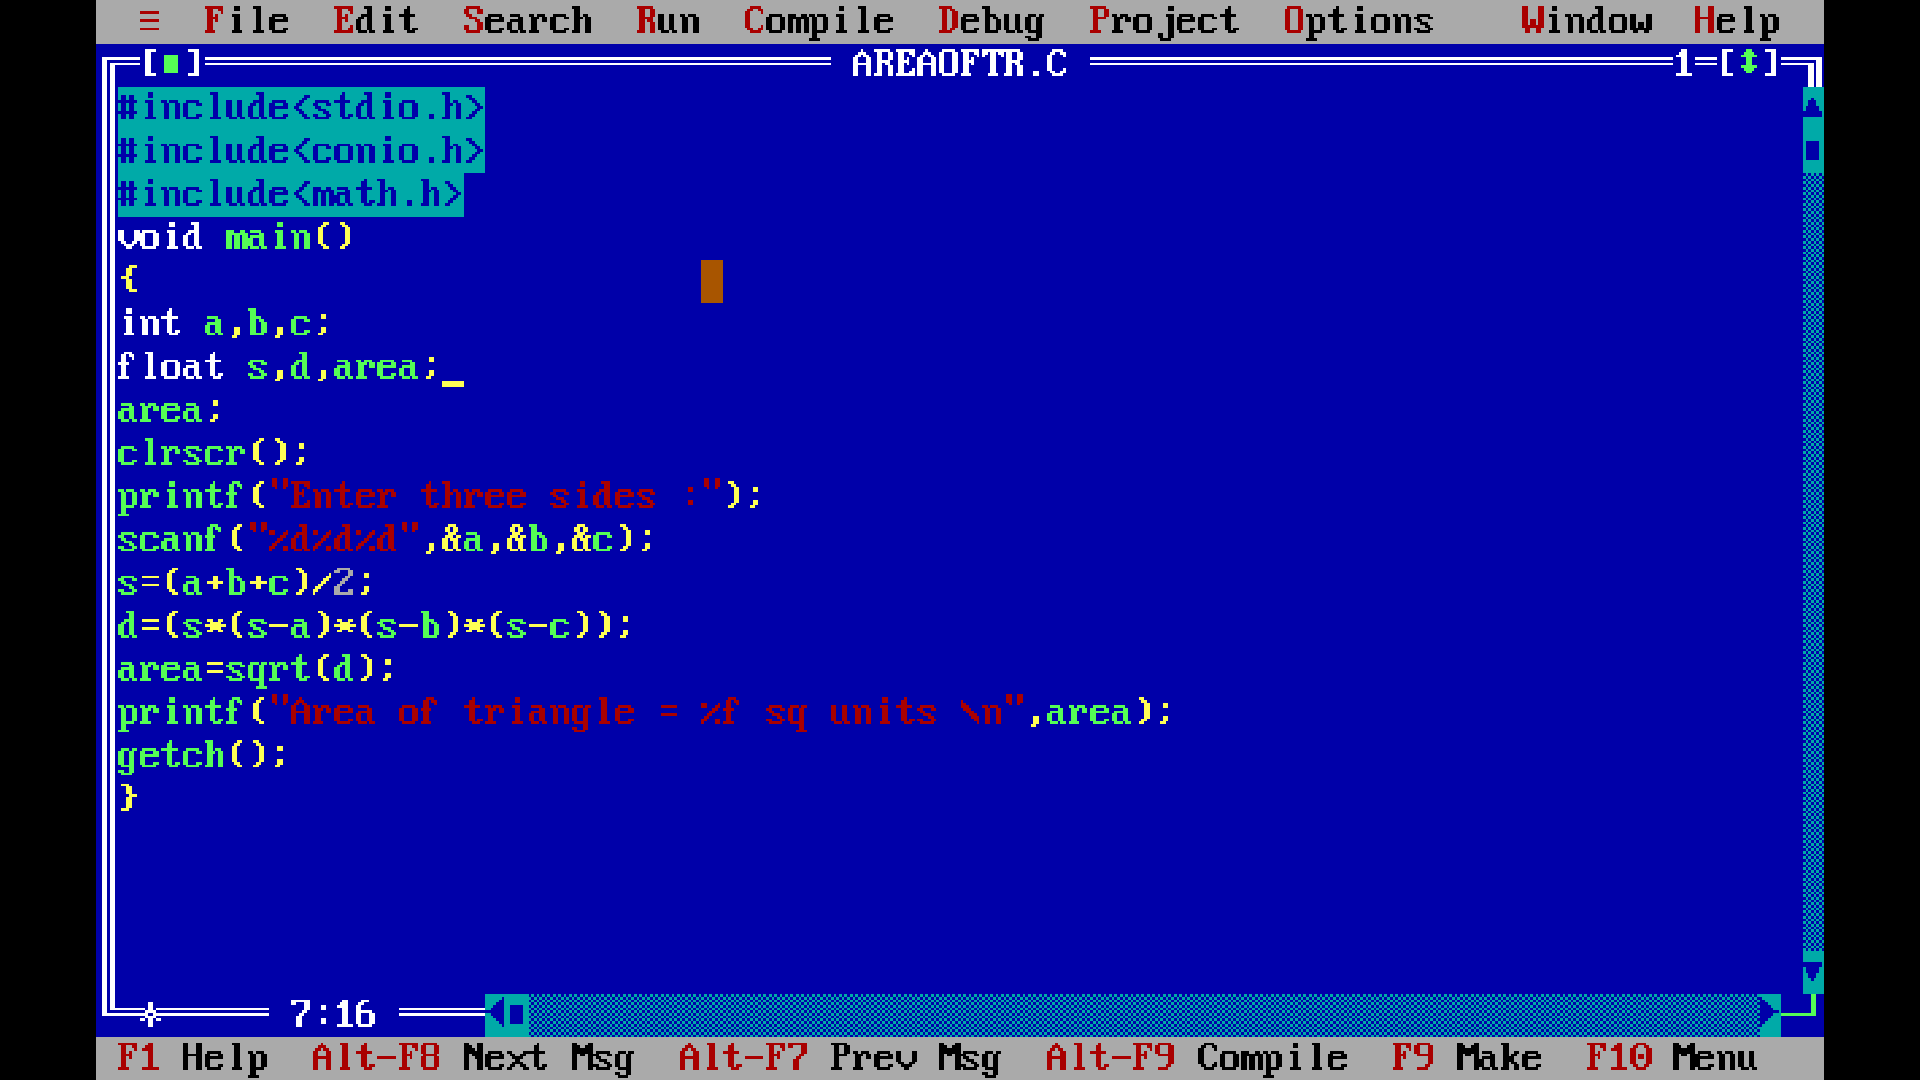 ≡ File Edit Search Run Compile Debug Project Options Window Help
[■] AREAOFTR.C 1=[↕]
#include<stdio.h>
#include<conio.h>
#include<math.h>
void main()
{
int a,b,c;
float s,d,area;_
area;
clrscr();
printf("Enter three sides :");
scanf("%d%d%d",&a,&b,&c);
s=(a+b+c)/2;
d=(s*(s-a)*(s-b)*(s-c));
area=sqrt(d);
printf("Area of triangle = %f sq units \n",area);
getch();
}
7:16
F1 Help Alt-F8 Next Msg Alt-F7 Prev Msg Alt-F9 Compile F9 Make F10 Menu